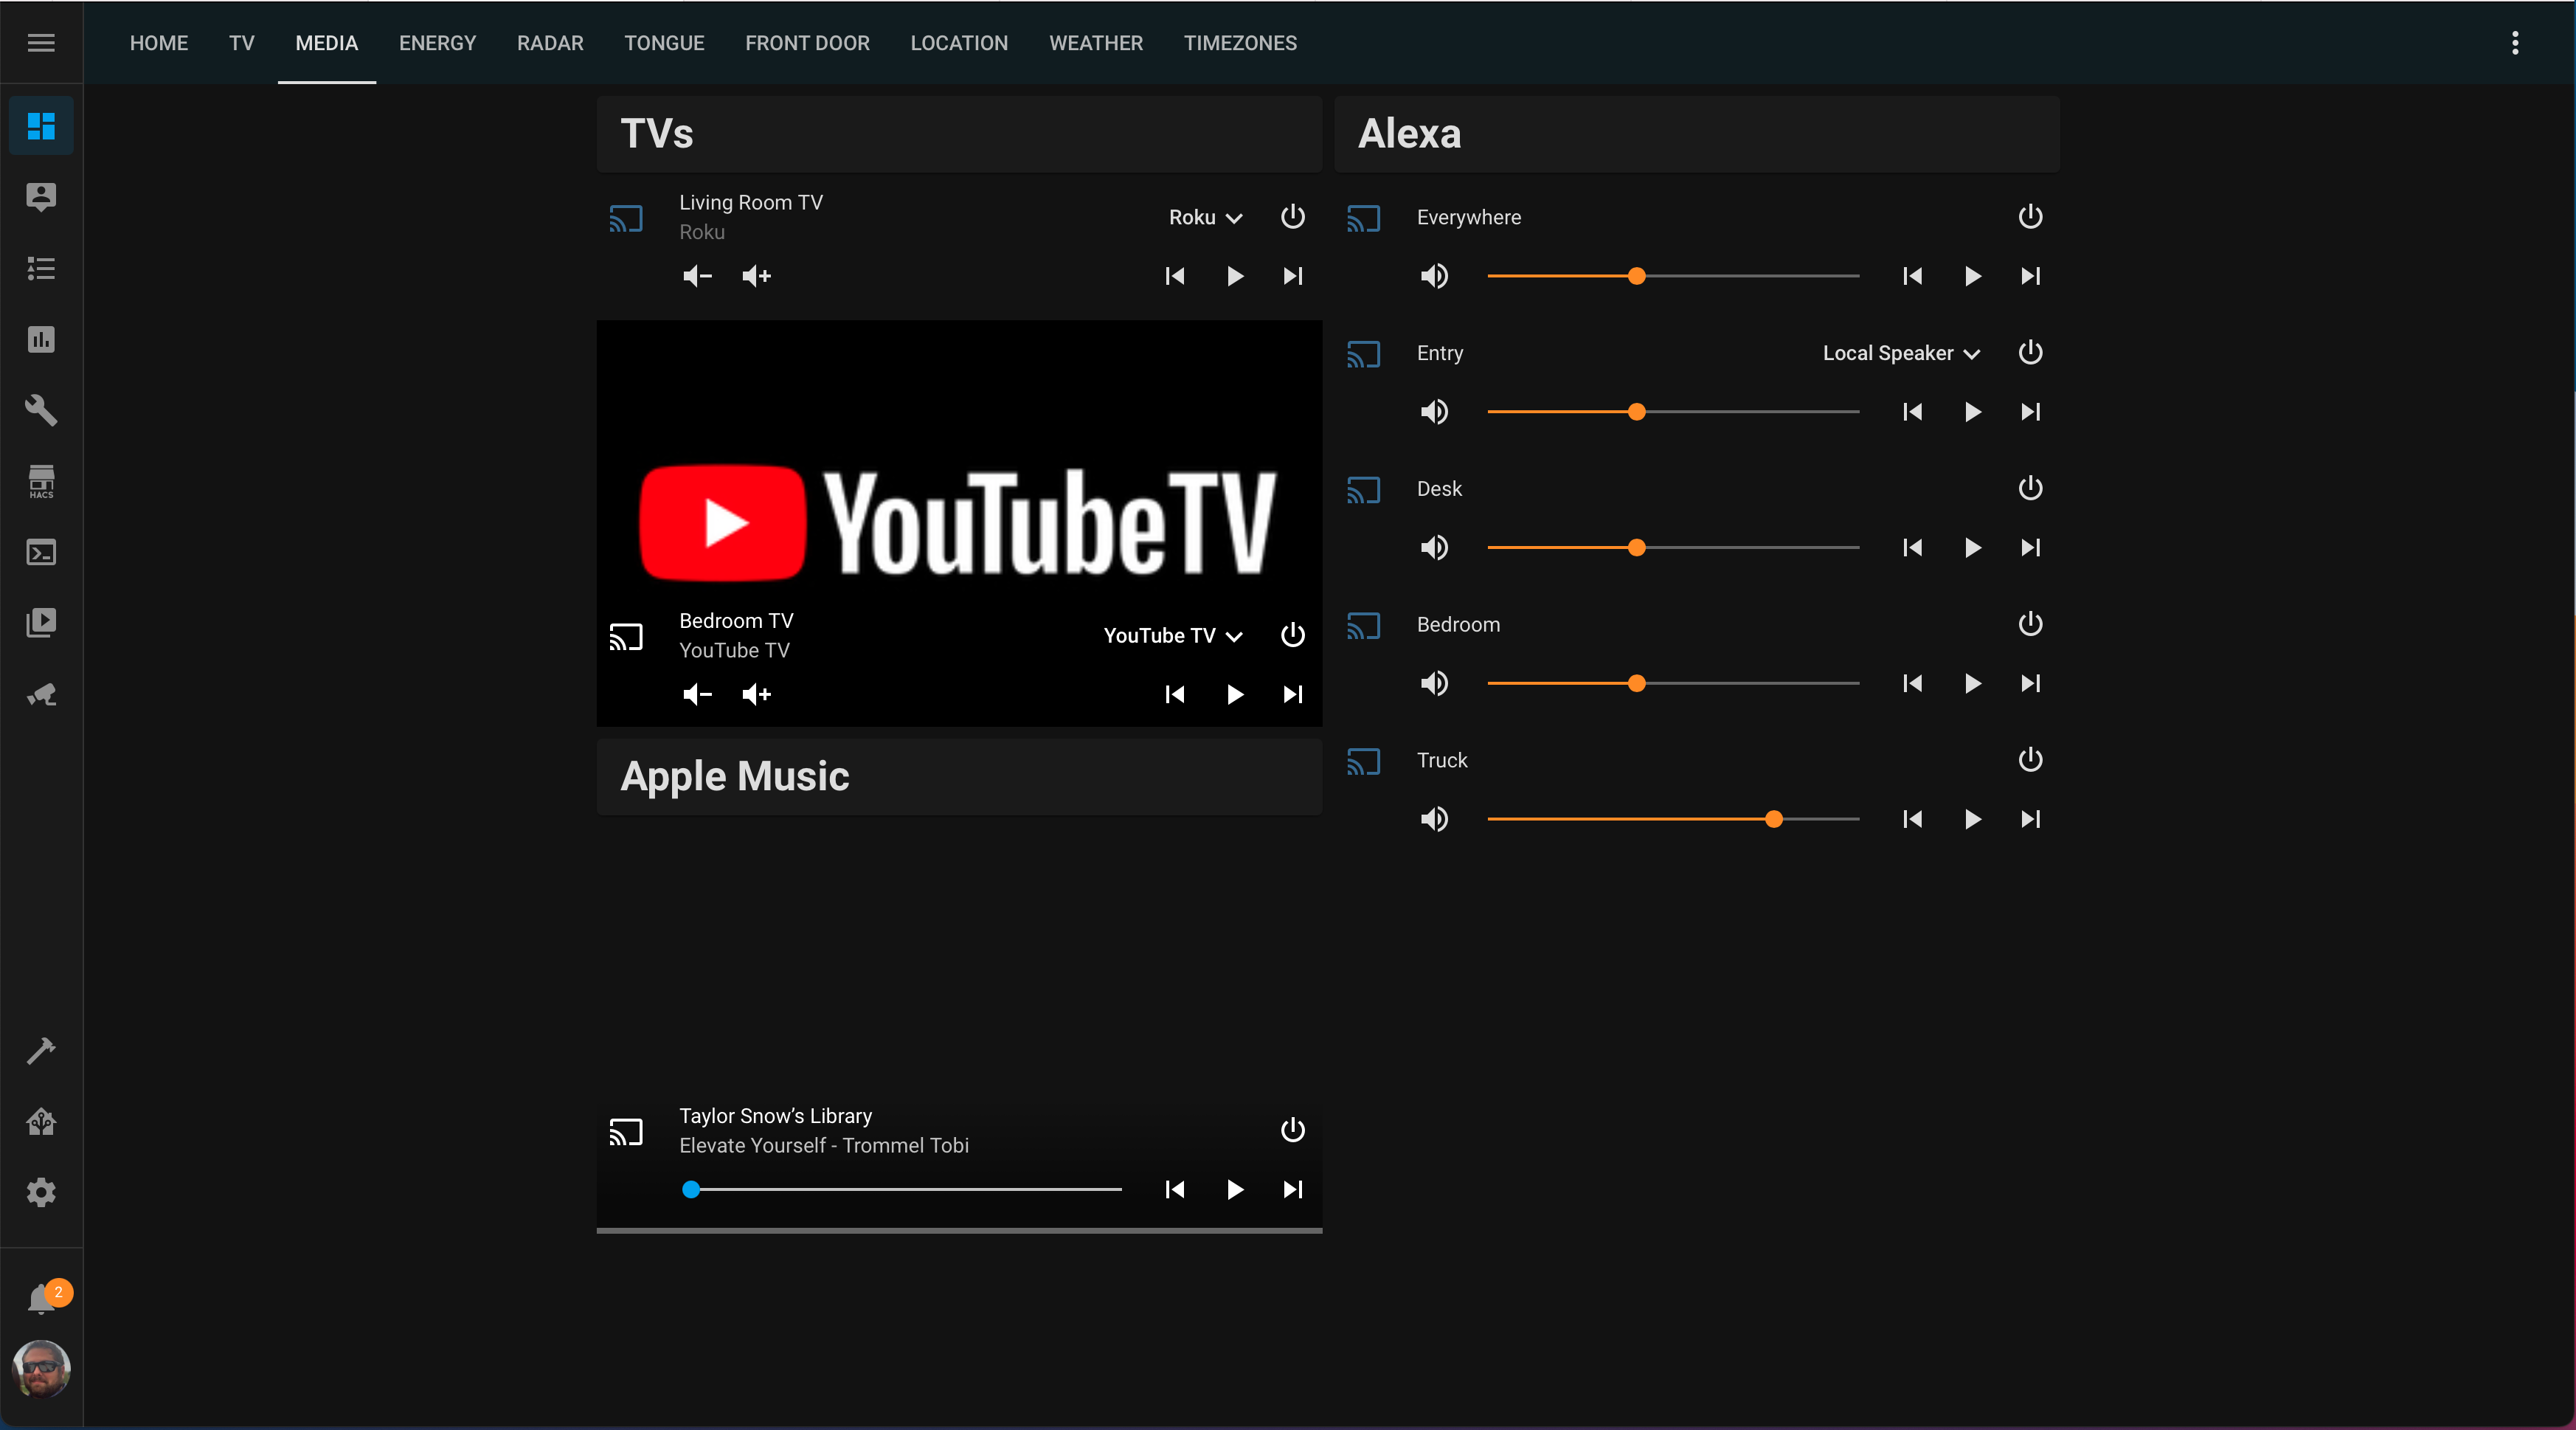 HOME TV MEDIA ENERGY RADAR TONGUE FRONT DOOR LOCATION WEATHER TIMEZONES
HACS
2
TVs
Living Room TV
Roku
Roku
YouTubeTV
Bedroom TV
YouTube TV
YouTube TV
Apple Music
Taylor Snow’s Library
Elevate Yourself - Trommel Tobi
Alexa
Everywhere
Entry
Local Speaker
Desk
Bedroom
Truck